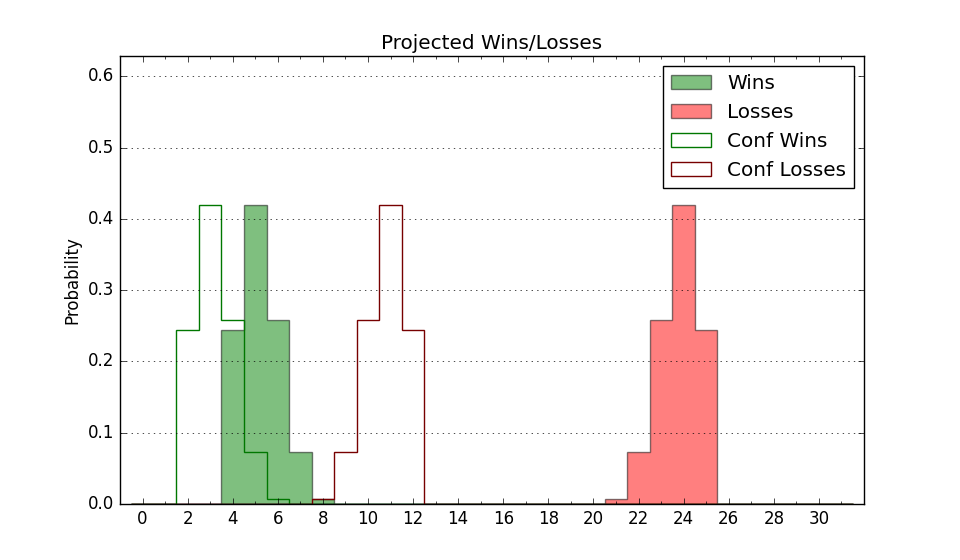 Projected Wins/Losses
Probability
0.6
0.5
0.4
0.3
0.2
0.1
0.0
0 2 4 6 8 10 12 14 16 18 20 22 24 26 28 30
Wins
Losses
Conf Wins
Conf Losses